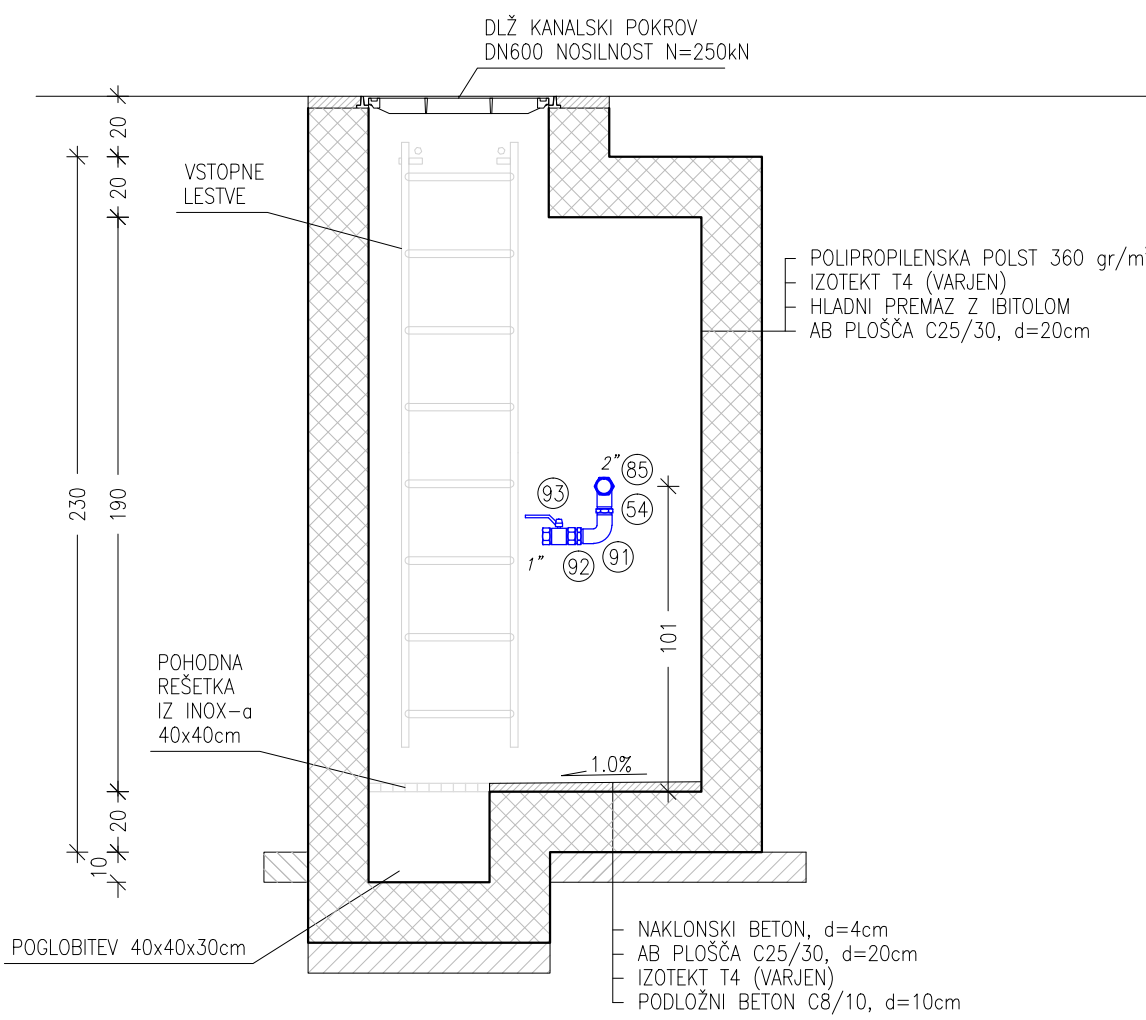 DLŽ KANALSKI POKROV
DN600 NOSILNOST N=250kN
20
20
VSTOPNE
LESTVE
POLIPROPILENSKA POLST 360 gr/m
IZOTEKT T4 (VARJEN)
HLADNI PREMAZ Z IBITOLOM
AB PLOŠČA C25/30, d=20cm
230
190
2"
85
93
54
91
92
1"
101
POHODNA
REŠETKA
IZ INOX-a
40x40cm
1.0%
20
10
POGLOBITEV 40x40x30cm
NAKLONSKI BETON, d=4cm
AB PLOŠČA C25/30, d=20cm
IZOTEKT T4 (VARJEN)
PODLOŽNI BETON C8/10, d=10cm